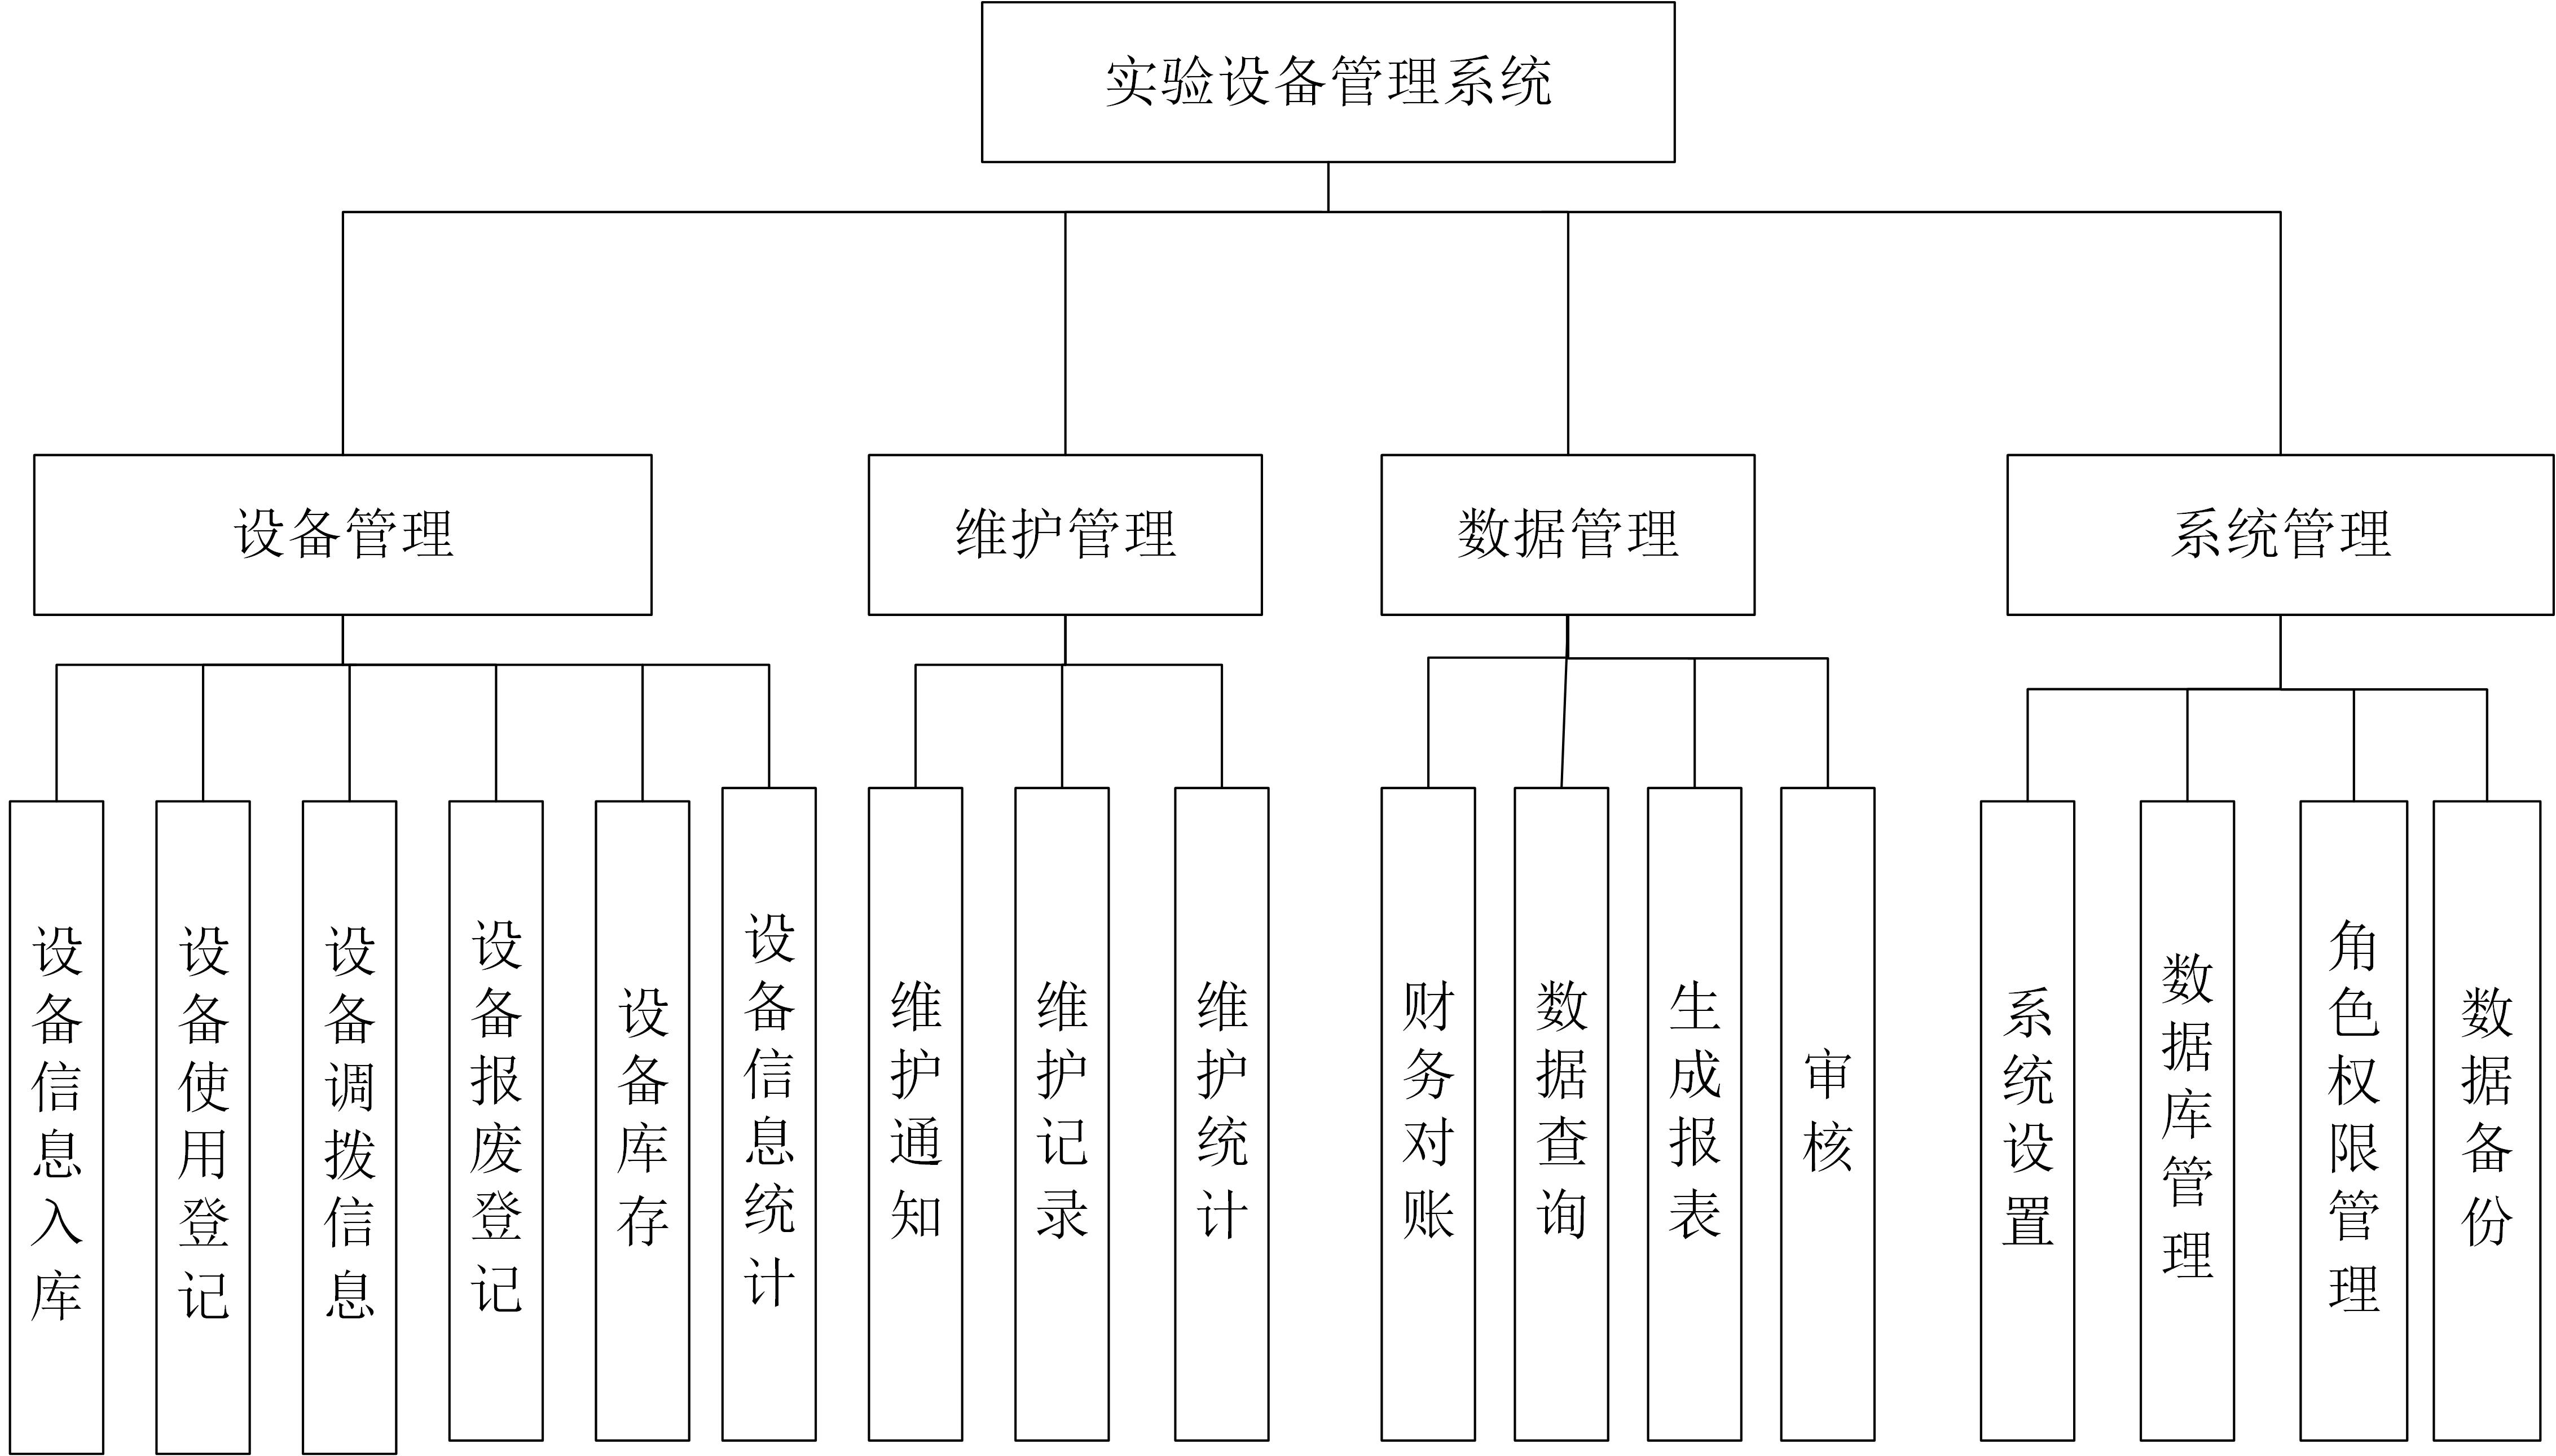 实验设备管理系统
设备管理
维护管理
数据管理
系统管理
设备信息入库
设备使用登记
设备调拨信息
设备报废登记
设备库存
设备信息统计
维护通知
维护记录
维护统计
财务对账
数据查询
生成报表
审核
系统设置
数据库管理
角色权限管理
数据备份